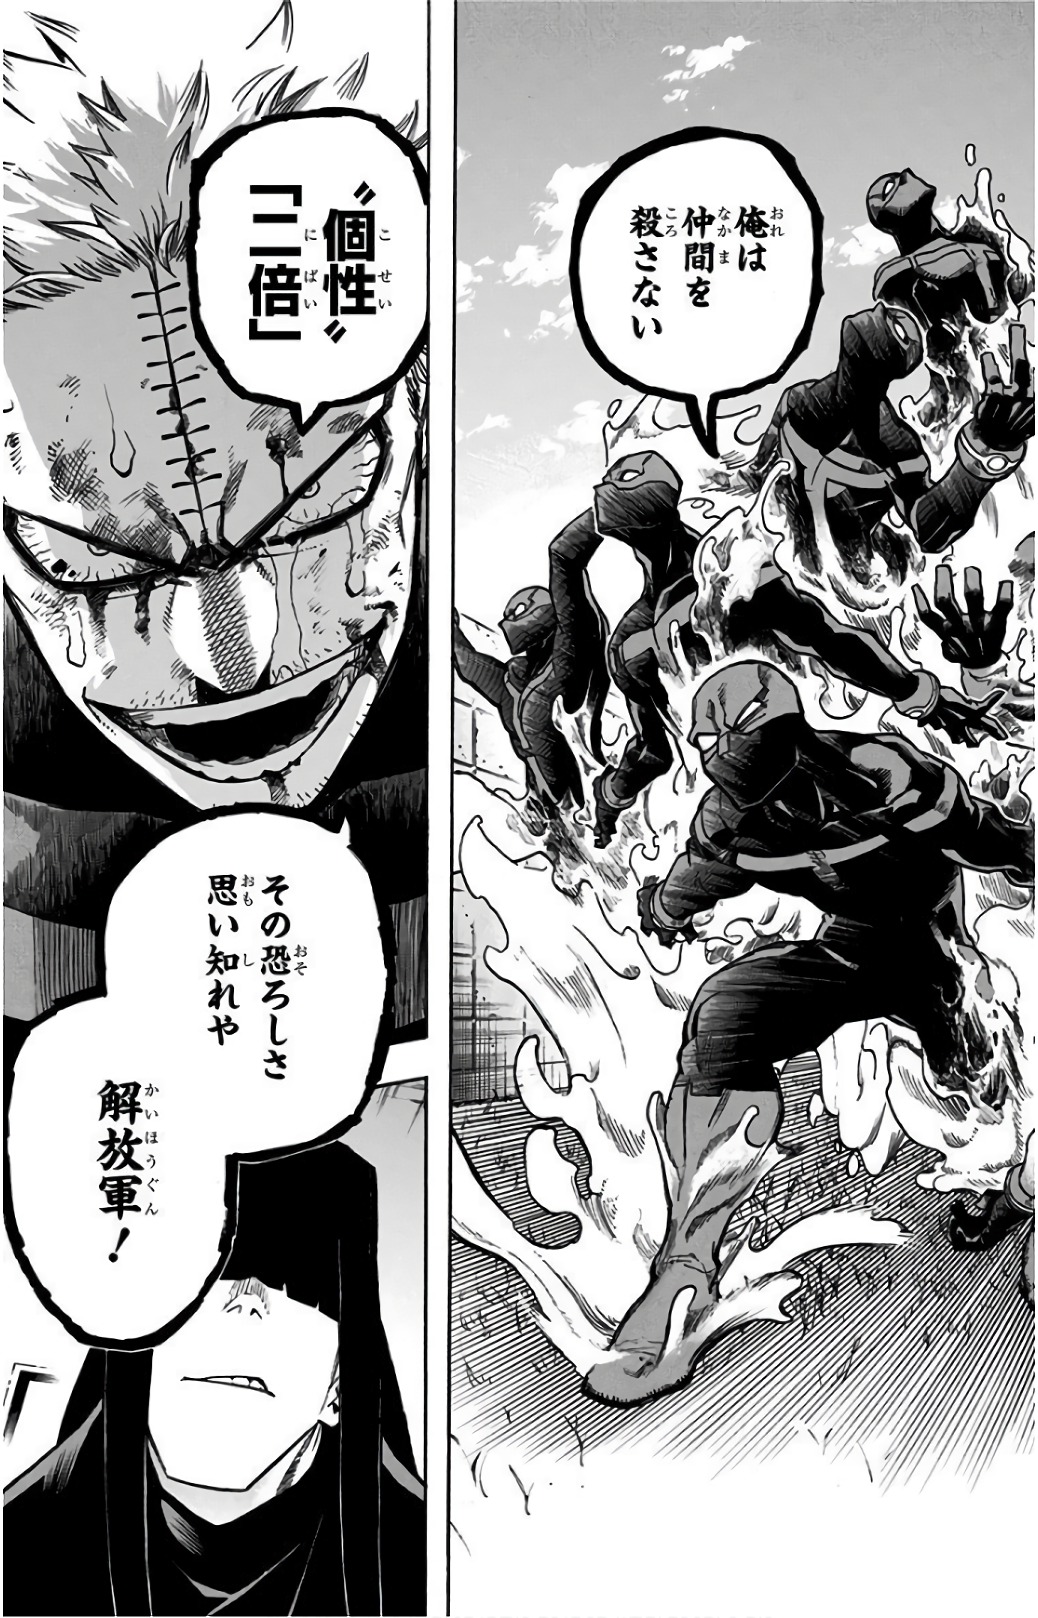 俺は
仲間を
殺さない
〝個性〟
「二倍」
その恐ろしさ
思い知れや
解放軍！